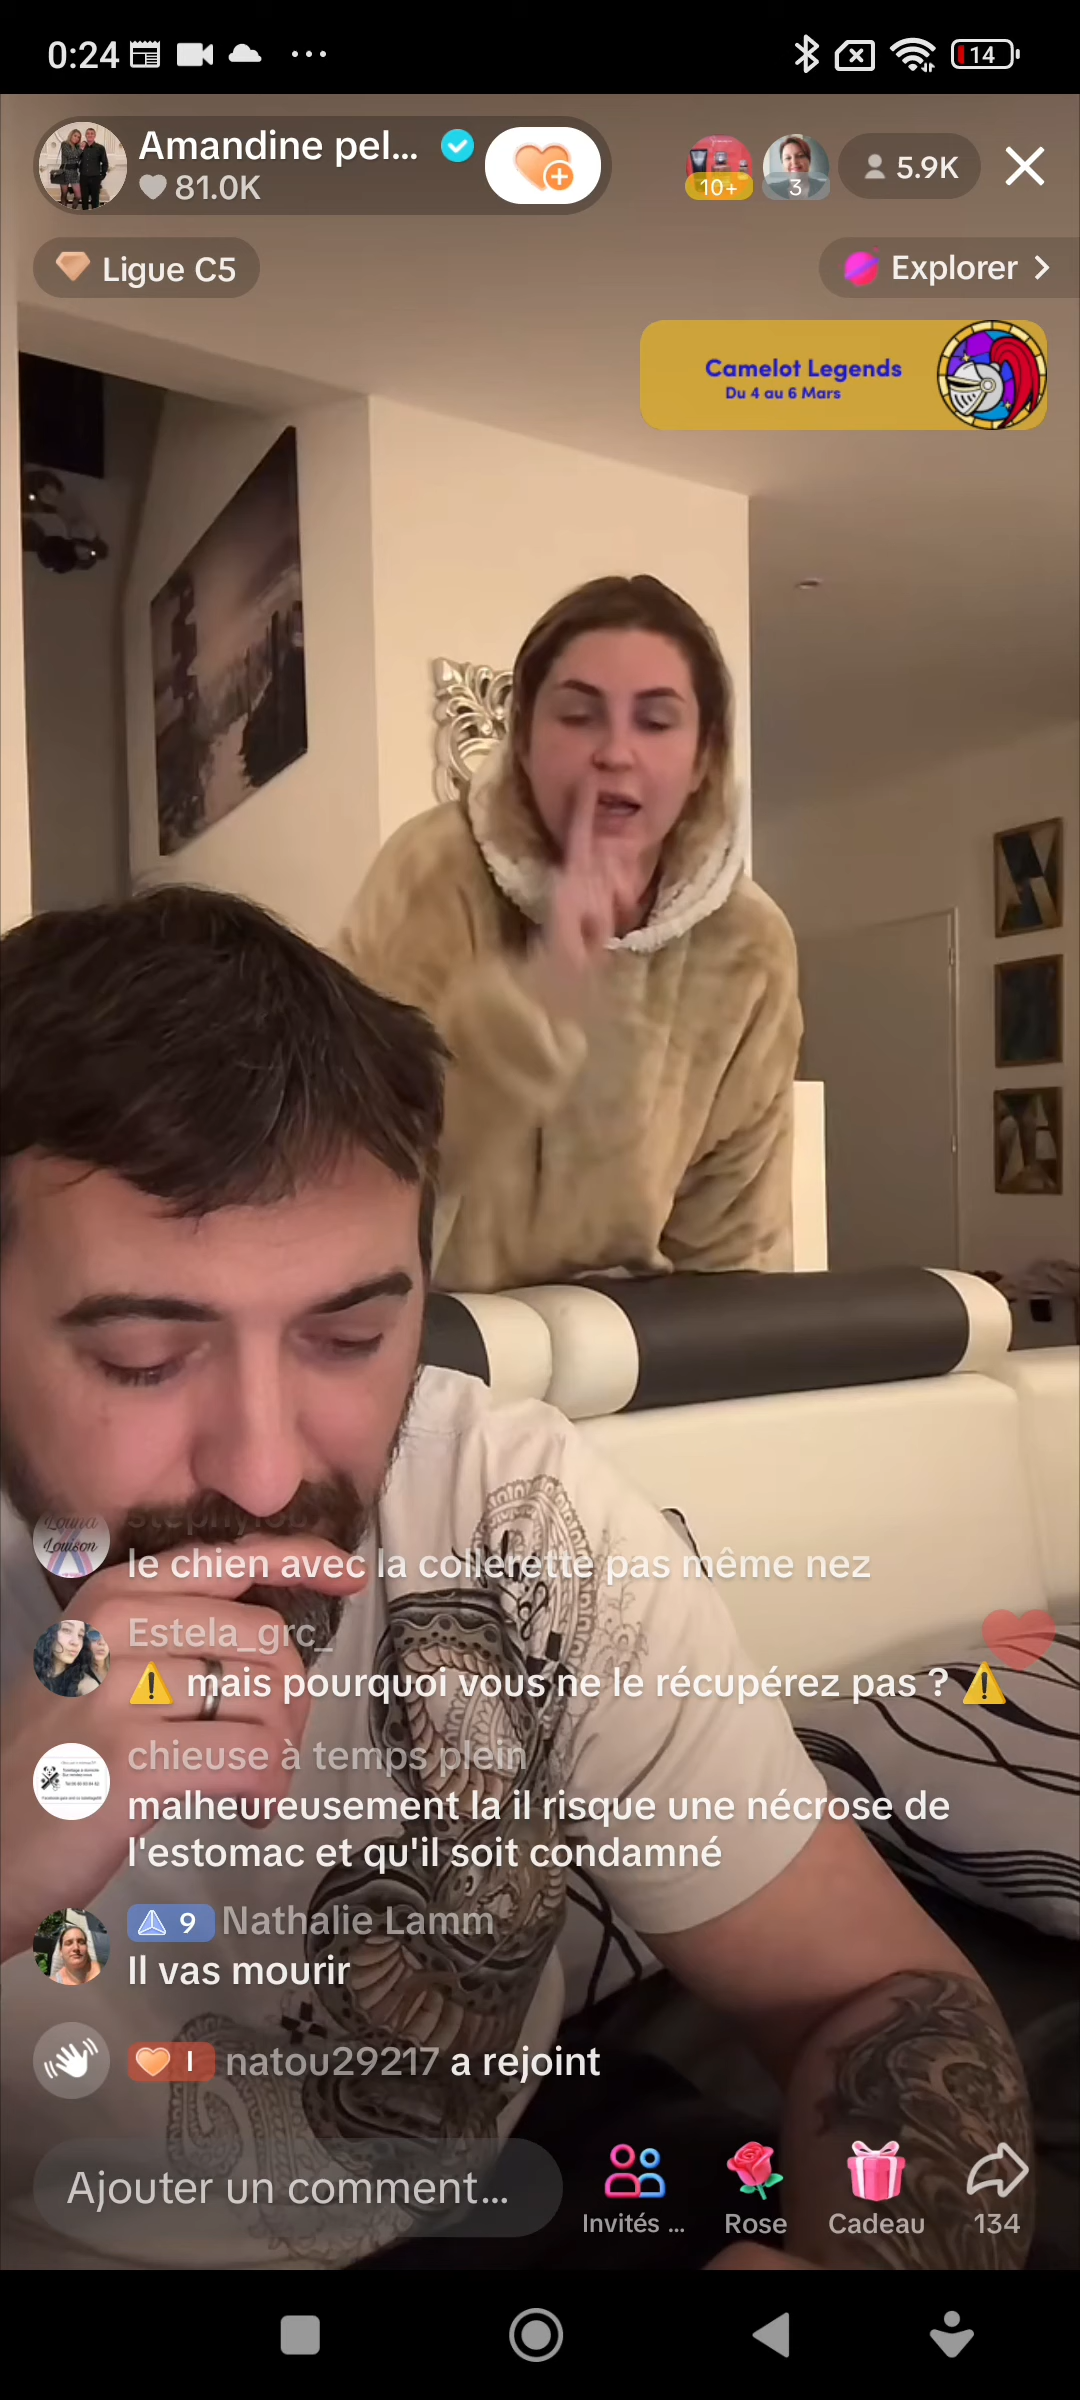 0:24
14
Amandine pel...
81.0K
10+
3
5.9K
Ligue C5
Explorer
Camelot Legends
Du 4 au 6 Mars
Louna
Louison
le chien avec la collerette pas même nez
Estela_grc_
⚠️ mais pourquoi vous ne le récupérez pas ? ⚠️
chieuse à temps plein
malheureusement la il risque une nécrose de
l'estomac et qu'il soit condamné
9 Nathalie Lamm
Il vas mourir
I natou29217 a rejoint
Ajouter un comment...
Invités ...
Rose
Cadeau
134